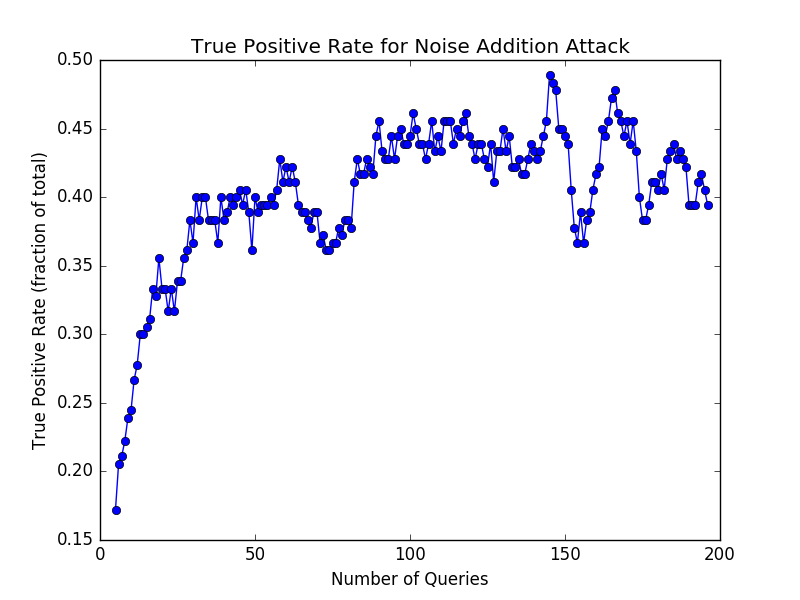 True Positive Rate for Noise Addition Attack
0.50
0.45
0.40
0.35
0.30
0.25
0.20
0.15
True Positive Rate (fraction of total)
0 50 100 150 200
Number of Queries